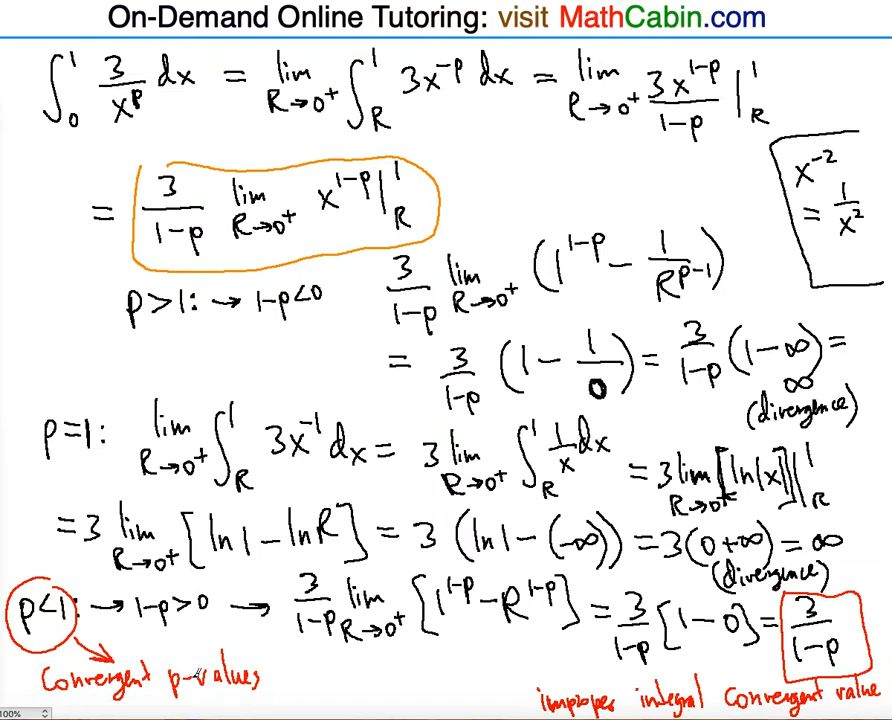 On-Demand Online Tutoring: visit MathCabin.com
∫₀¹ 3/x^p dx = lim R→0⁺ ∫_R¹ 3x^(-p) dx = lim R→0⁺ 3x^(1-p)/(1-p) |_R¹
x^(-2)
= 1/x²
= 3/(1-p) lim R→0⁺ x^(1-p) |_R¹
p>1: → 1-p<0 3/(1-p) lim R→0⁺ (1^(1-p) - 1/R^(p-1))
= 3/(1-p) (1 - 1/0) = 3/(1-p) (1-∞) =
∞
(divergence)
p=1: lim R→0⁺ ∫_R¹ 3x^(-1) dx = 3 lim R→0⁺ ∫_R¹ 1/x dx = 3 lim R→0⁺ [ln|x|] |_R¹
= 3 lim R→0⁺ [ln1 - lnR] = 3 (ln1 - (-∞)) = 3(0+∞) = ∞
(divergence)
p<1: → 1-p>0 → 3/(1-p) lim R→0⁺ [1^(1-p) - R^(1-p)] = 3/(1-p) [1-0] = 3/(1-p)
Convergent p-values
improper integral convergent value
100%